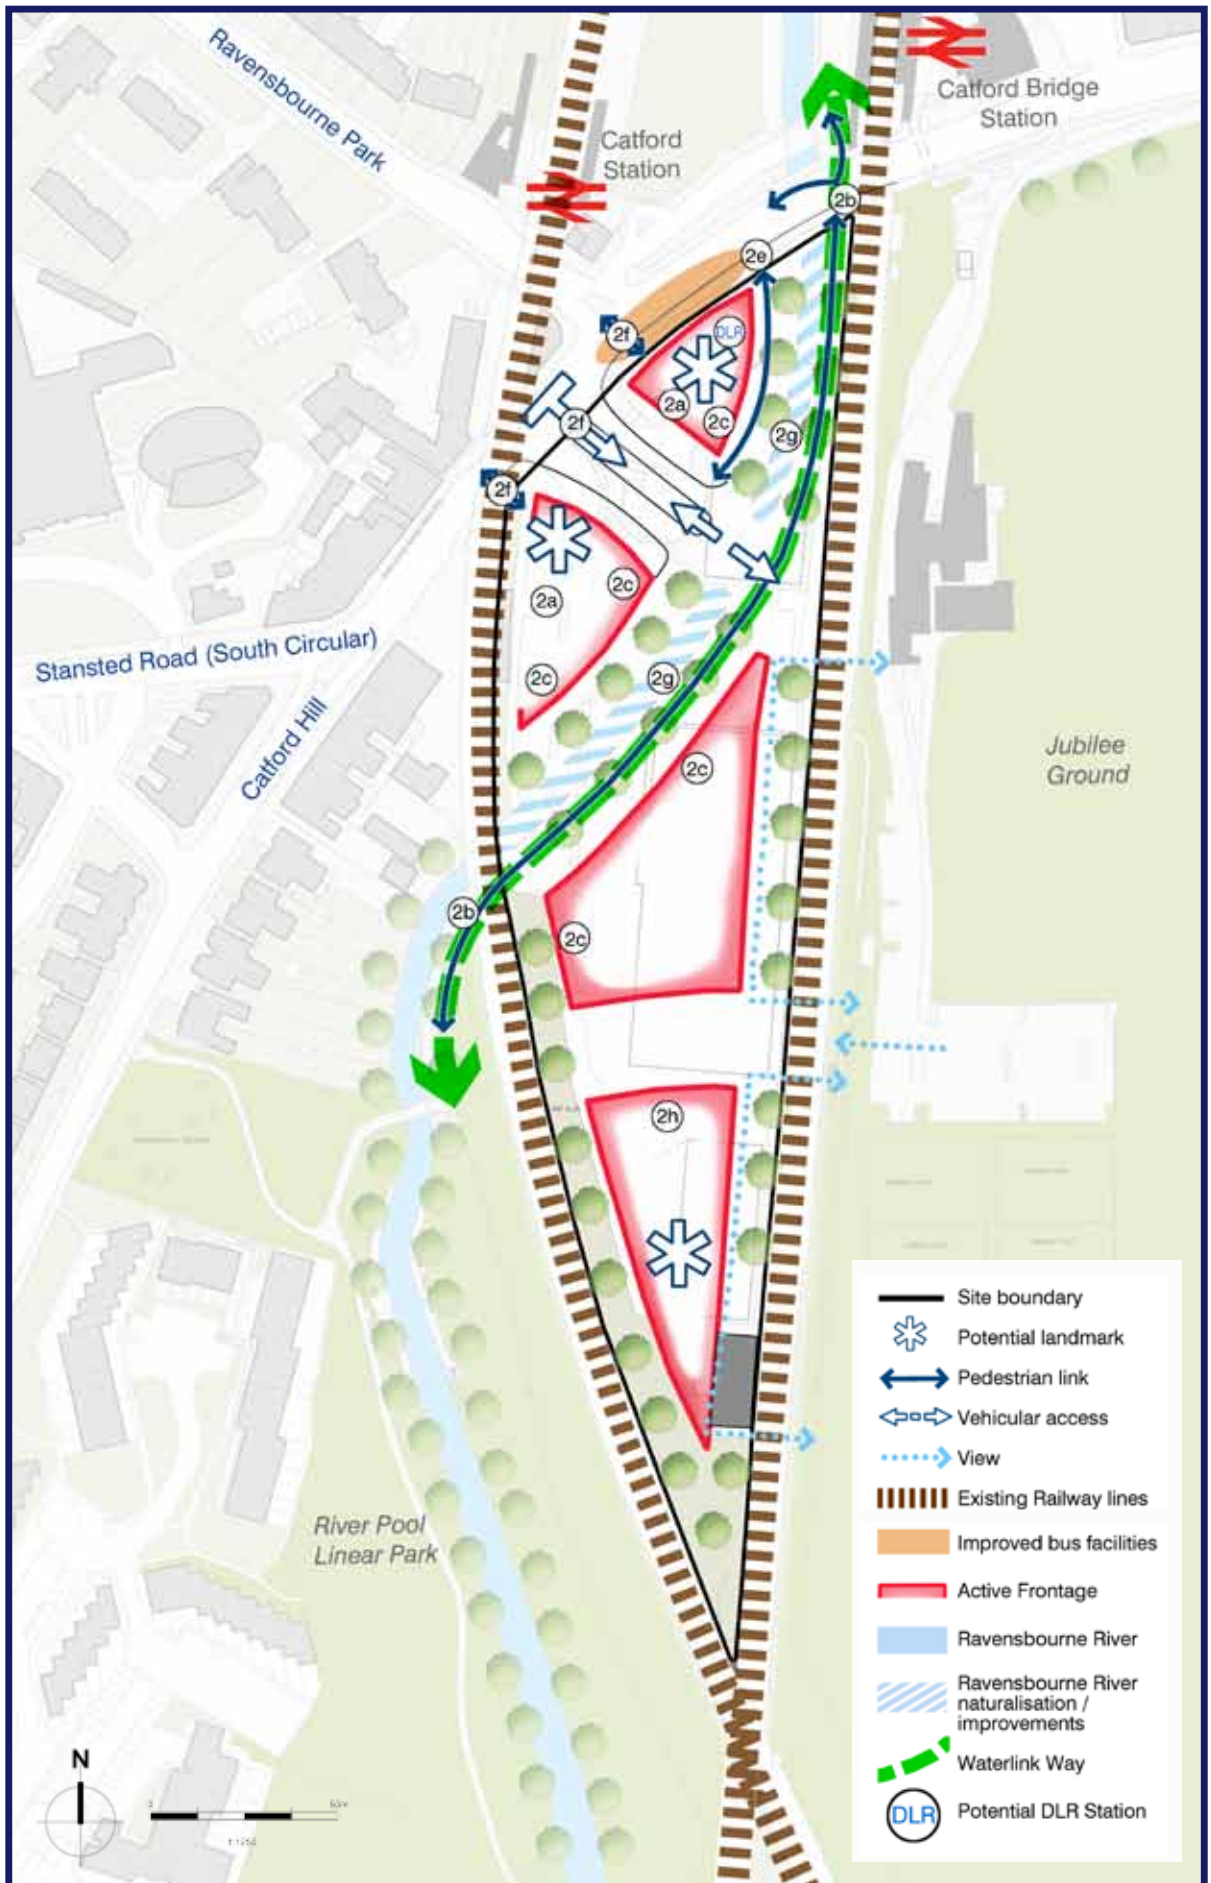 Ravensbourne Park
Catford
Station
Catford Bridge
Station
2b
2e
2f
DLR
2a
2c
2f
2g
2f
2c
2a
2c
2g
Stansted Road (South Circular)
Catford Hill
2c
Jubilee
Ground
2b
2c
2h
River Pool
Linear Park
N
Site boundary
Potential landmark
Pedestrian link
Vehicular access
View
Existing Railway lines
Improved bus facilities
Active Frontage
Ravensbourne River
Ravensbourne River
naturalisation /
improvements
Waterlink Way
DLR
Potential DLR Station